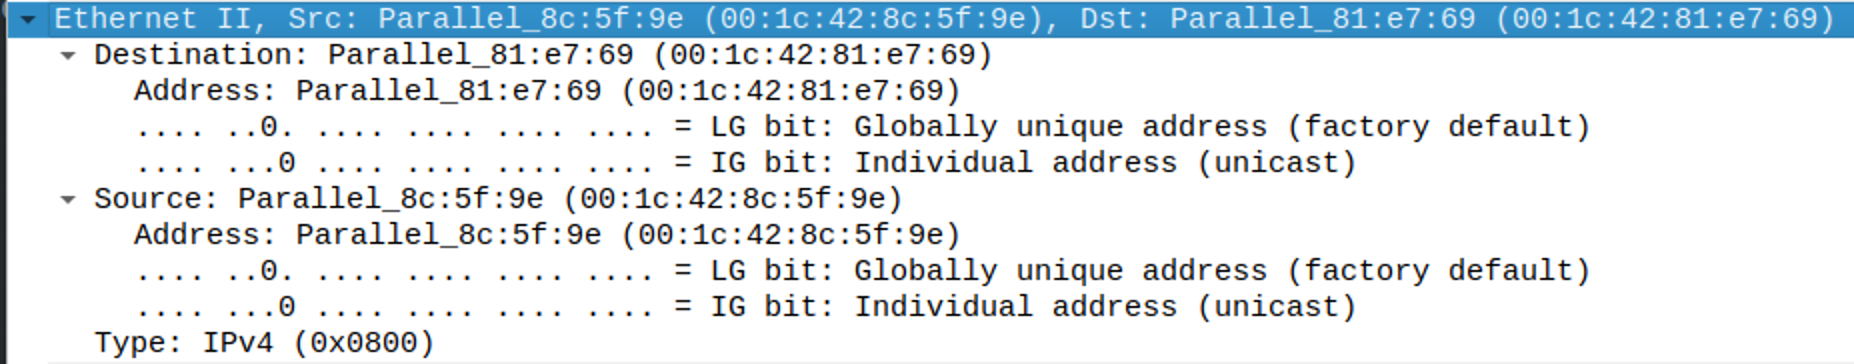 Ethernet II, Src: Parallel_8c:5f:9e (00:1c:42:8c:5f:9e), Dst: Parallel_81:e7:69 (00:1c:42:81:e7:69)
Destination: Parallel_81:e7:69 (00:1c:42:81:e7:69)
Address: Parallel_81:e7:69 (00:1c:42:81:e7:69)
.... ..0. .... .... .... .... = LG bit: Globally unique address (factory default)
.... ...0 .... .... .... .... = IG bit: Individual address (unicast)
Source: Parallel_8c:5f:9e (00:1c:42:8c:5f:9e)
Address: Parallel_8c:5f:9e (00:1c:42:8c:5f:9e)
.... ..0. .... .... .... .... = LG bit: Globally unique address (factory default)
.... ...0 .... .... .... .... = IG bit: Individual address (unicast)
Type: IPv4 (0x0800)